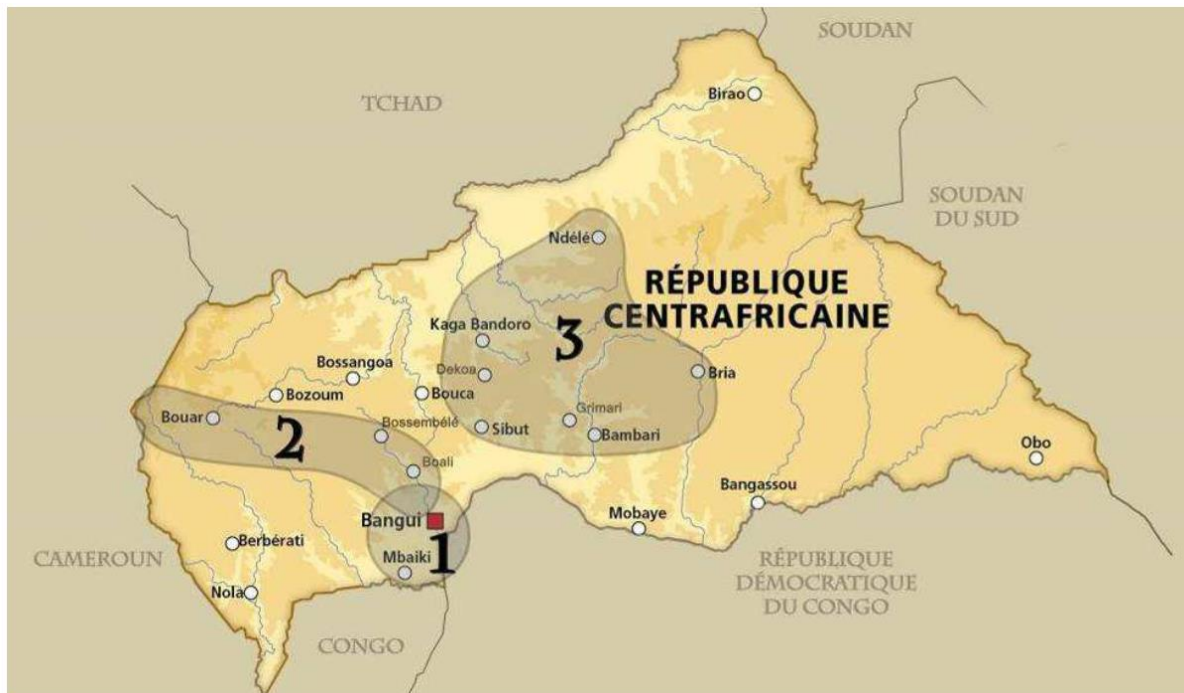 SOUDAN
TCHAD
Birao
SOUDAN
DU SUD
Ndélé
RÉPUBLIQUE
CENTRAFRICAINE
Kaga Bandoro
3
Bossangoa
Dekoa
Bria
Bozoum
Bouca
Bouar
Grimari
2
Bossembélé
Sibut
Bambari
Obo
Boali
Bangassou
Bangui
Mobaye
1
Berbérati
Mbaiki
CAMEROUN
RÉPUBLIQUE
DÉMOCRATIQUE
DU CONGO
Nola
CONGO